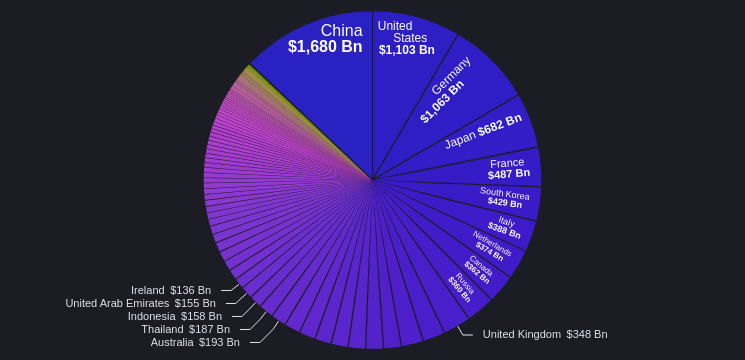 China
$1,680 Bn
United
States
$1,103 Bn
Germany
$1,063 Bn
Japan $682 Bn
France
$487 Bn
South Korea
$429 Bn
Italy
$388 Bn
Netherlands
$374 Bn
Canada
$362 Bn
Russia
$360 Bn
United Kingdom $348 Bn
Ireland $136 Bn
United Arab Emirates $155 Bn
Indonesia $158 Bn
Thailand $187 Bn
Australia $193 Bn